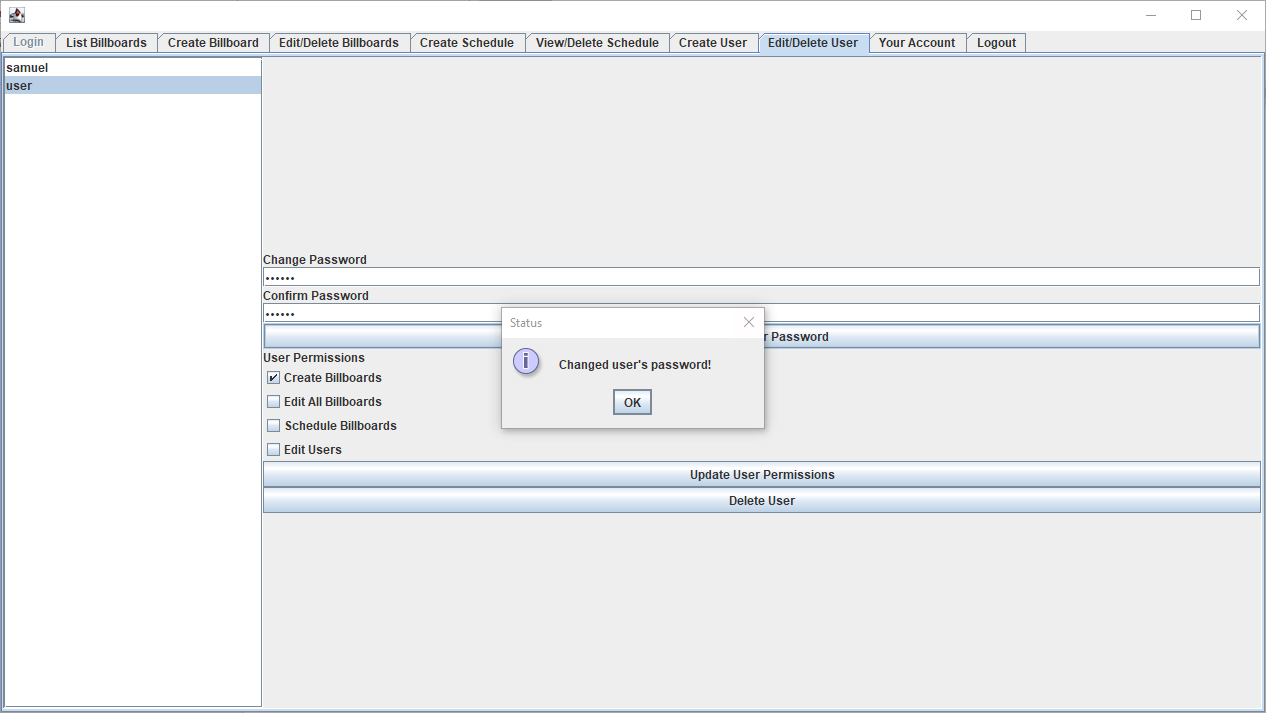 Login List Billboards Create Billboard Edit/Delete Billboards Create Schedule View/Delete Schedule Create User Edit/Delete User Your Account Logout
samuel
user
Change Password
••••••
Confirm Password
••••••
Status
r Password
Changed user's password!
OK
User Permissions
Create Billboards
Edit All Billboards
Schedule Billboards
Edit Users
Update User Permissions
Delete User